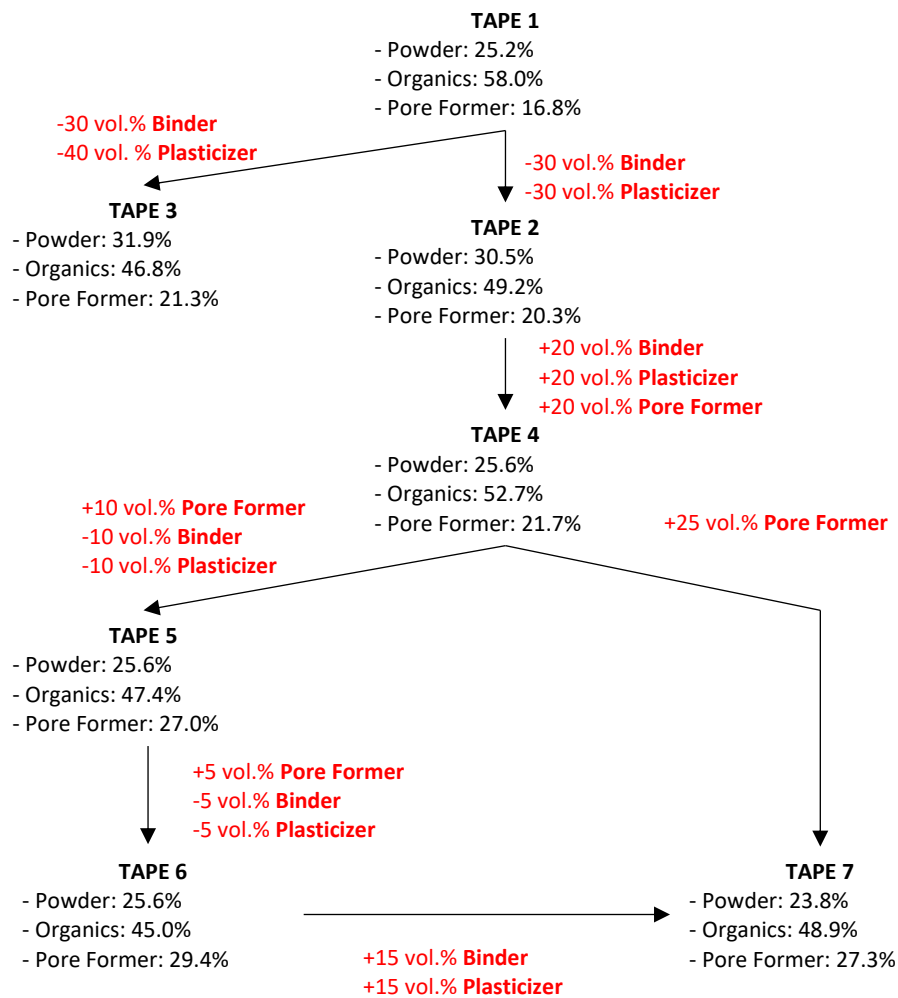 TAPE 1
- Powder: 25.2%
- Organics: 58.0%
- Pore Former: 16.8%
-30 vol.% Binder
-40 vol. % Plasticizer
-30 vol.% Binder
-30 vol.% Plasticizer
TAPE 3
- Powder: 31.9%
- Organics: 46.8%
- Pore Former: 21.3%
TAPE 2
- Powder: 30.5%
- Organics: 49.2%
- Pore Former: 20.3%
+20 vol.% Binder
+20 vol.% Plasticizer
+20 vol.% Pore Former
TAPE 4
- Powder: 25.6%
- Organics: 52.7%
- Pore Former: 21.7%
+10 vol.% Pore Former
-10 vol.% Binder
-10 vol.% Plasticizer
+25 vol.% Pore Former
TAPE 5
- Powder: 25.6%
- Organics: 47.4%
- Pore Former: 27.0%
+5 vol.% Pore Former
-5 vol.% Binder
-5 vol.% Plasticizer
TAPE 6
- Powder: 25.6%
- Organics: 45.0%
- Pore Former: 29.4%
+15 vol.% Binder
+15 vol.% Plasticizer
TAPE 7
- Powder: 23.8%
- Organics: 48.9%
- Pore Former: 27.3%